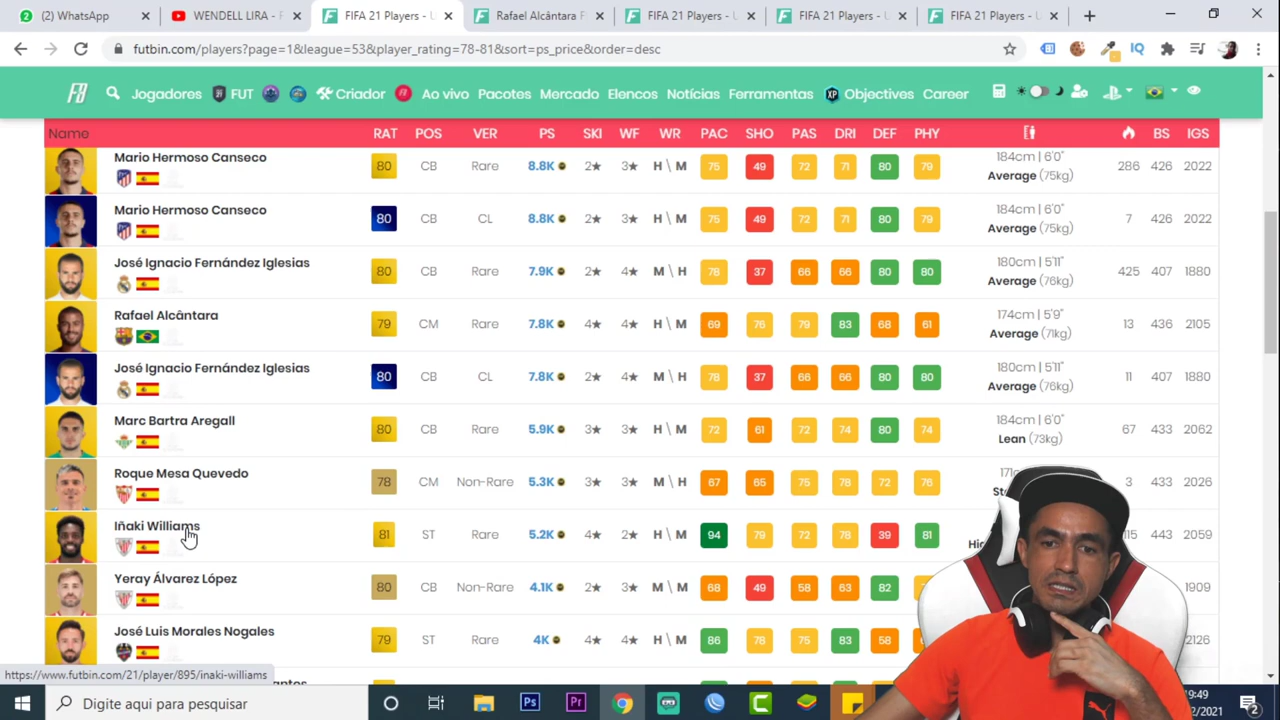 (2) WhatsApp
WENDELL LIRA -
FIFA 21 Players - U
Rafael Alcântara F
FIFA 21 Players - U
FIFA 21 Players - U
FIFA 21 Players - U
futbin.com/players?page=1&league=53&player_rating=78-81&sort=ps_price&order=desc
Jogadores FUT Criador Ao vivo Pacotes Mercado Elencos Notícias Ferramentas XP Objectives Career
Name RAT POS VER PS SKI WF WR PAC SHO PAS DRI DEF PHY BS IGS
Mario Hermoso Canseco 80 CB Rare 8.8K 2★ 3★ H \ M 75 49 72 71 80 79 184cm | 6'0" Average (75kg) 286 426 2022
Mario Hermoso Canseco 80 CB CL 8.8K 2★ 3★ H \ M 75 49 72 71 80 79 184cm | 6'0" Average (75kg) 7 426 2022
José Ignacio Fernández Iglesias 80 CB Rare 7.9K 2★ 4★ M \ H 78 37 66 66 80 80 180cm | 5'11" Average (76kg) 425 407 1880
Rafael Alcântara 79 CM Rare 7.8K 4★ 4★ H \ M 69 76 79 83 68 61 174cm | 5'9" Average (71kg) 13 436 2105
José Ignacio Fernández Iglesias 80 CB CL 7.8K 2★ 4★ M \ H 78 37 66 66 80 80 180cm | 5'11" Average (76kg) 11 407 1880
Marc Bartra Aregall 80 CB Rare 5.9K 3★ 3★ H \ M 72 61 72 74 80 74 184cm | 6'0" Lean (73kg) 67 433 2062
Roque Mesa Quevedo 78 CM Non-Rare 5.3K 3★ 3★ M \ H 67 65 75 78 72 76 3 433 2026
Iñaki Williams 81 ST Rare 5.2K 4★ 2★ H \ M 94 79 72 78 39 81 443 2059
Yeray Álvarez López 80 CB Non-Rare 4.1K 2★ 3★ M \ M 68 49 58 63 82 1909
José Luis Morales Nogales 79 ST Rare 4K 4★ 4★ H \ M 86 78 75 83 58 2126
https://www.futbin.com/21/player/895/inaki-williams
Digite aqui para pesquisar
Ps
Pr
2